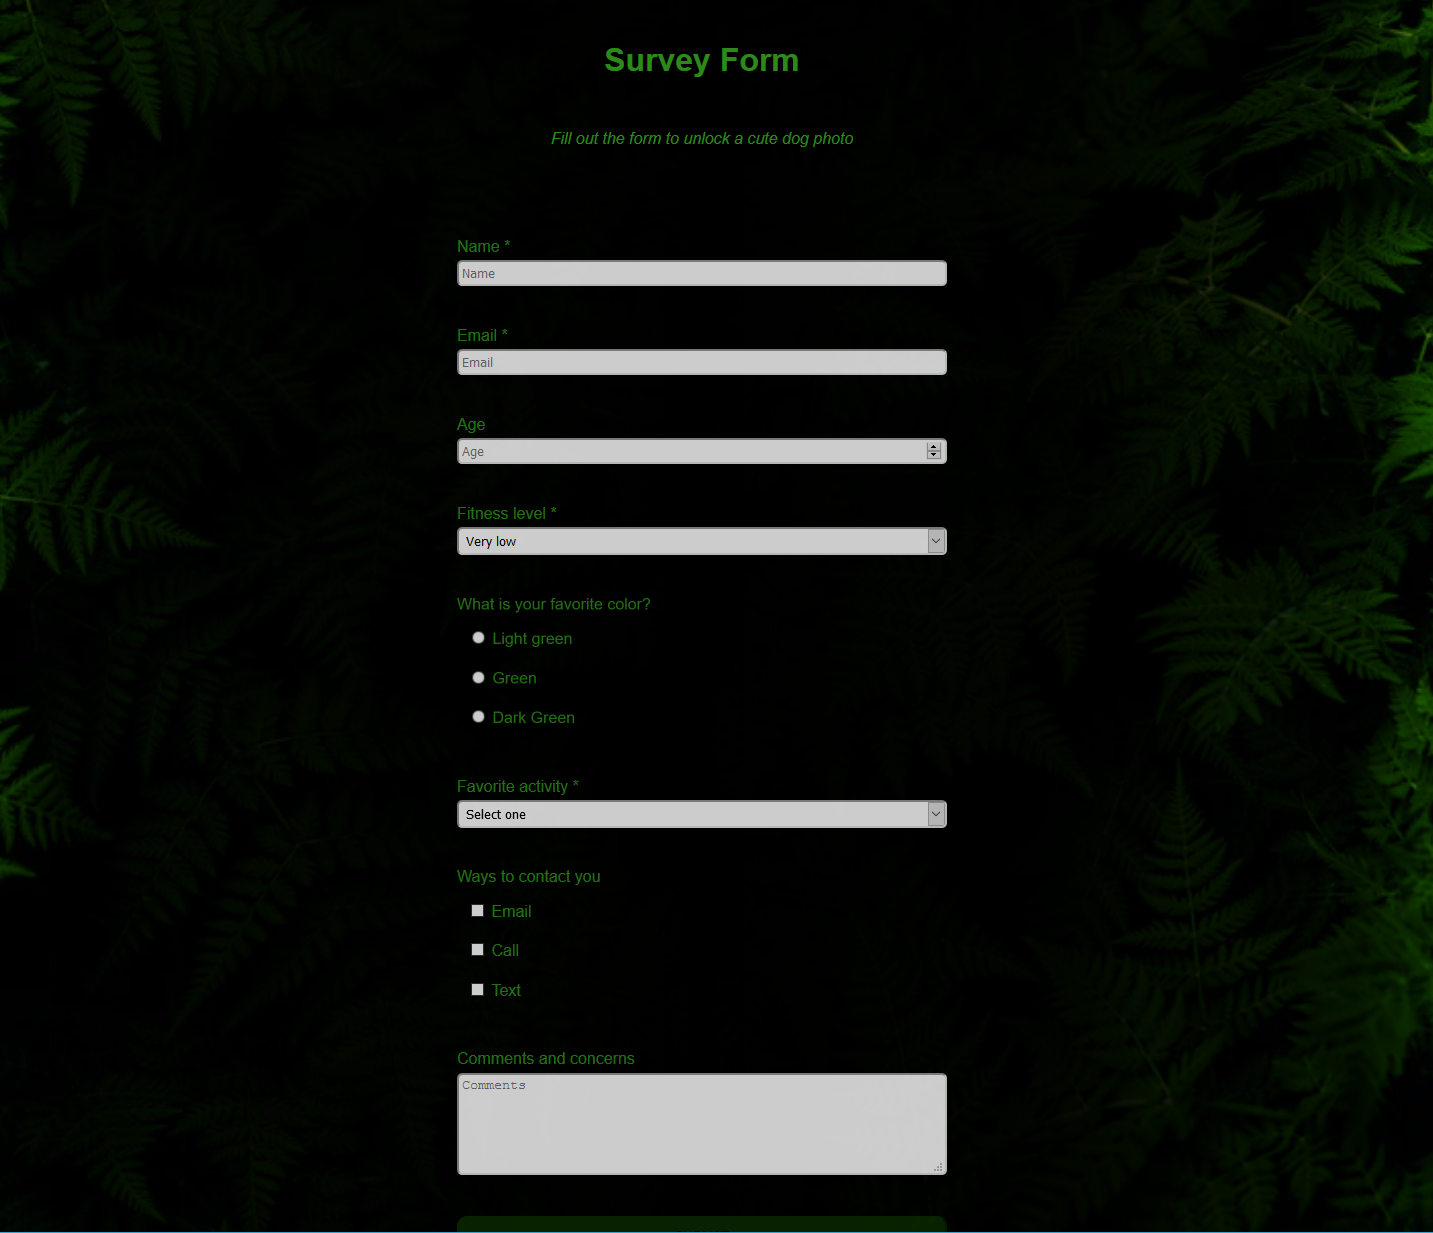 Survey Form
Fill out the form to unlock a cute dog photo
Name *
Name
Email *
Email
Age
Age
Fitness level *
Very low
What is your favorite color?
Light green
Green
Dark Green
Favorite activity *
Select one
Ways to contact you
Email
Call
Text
Comments and concerns
Comments